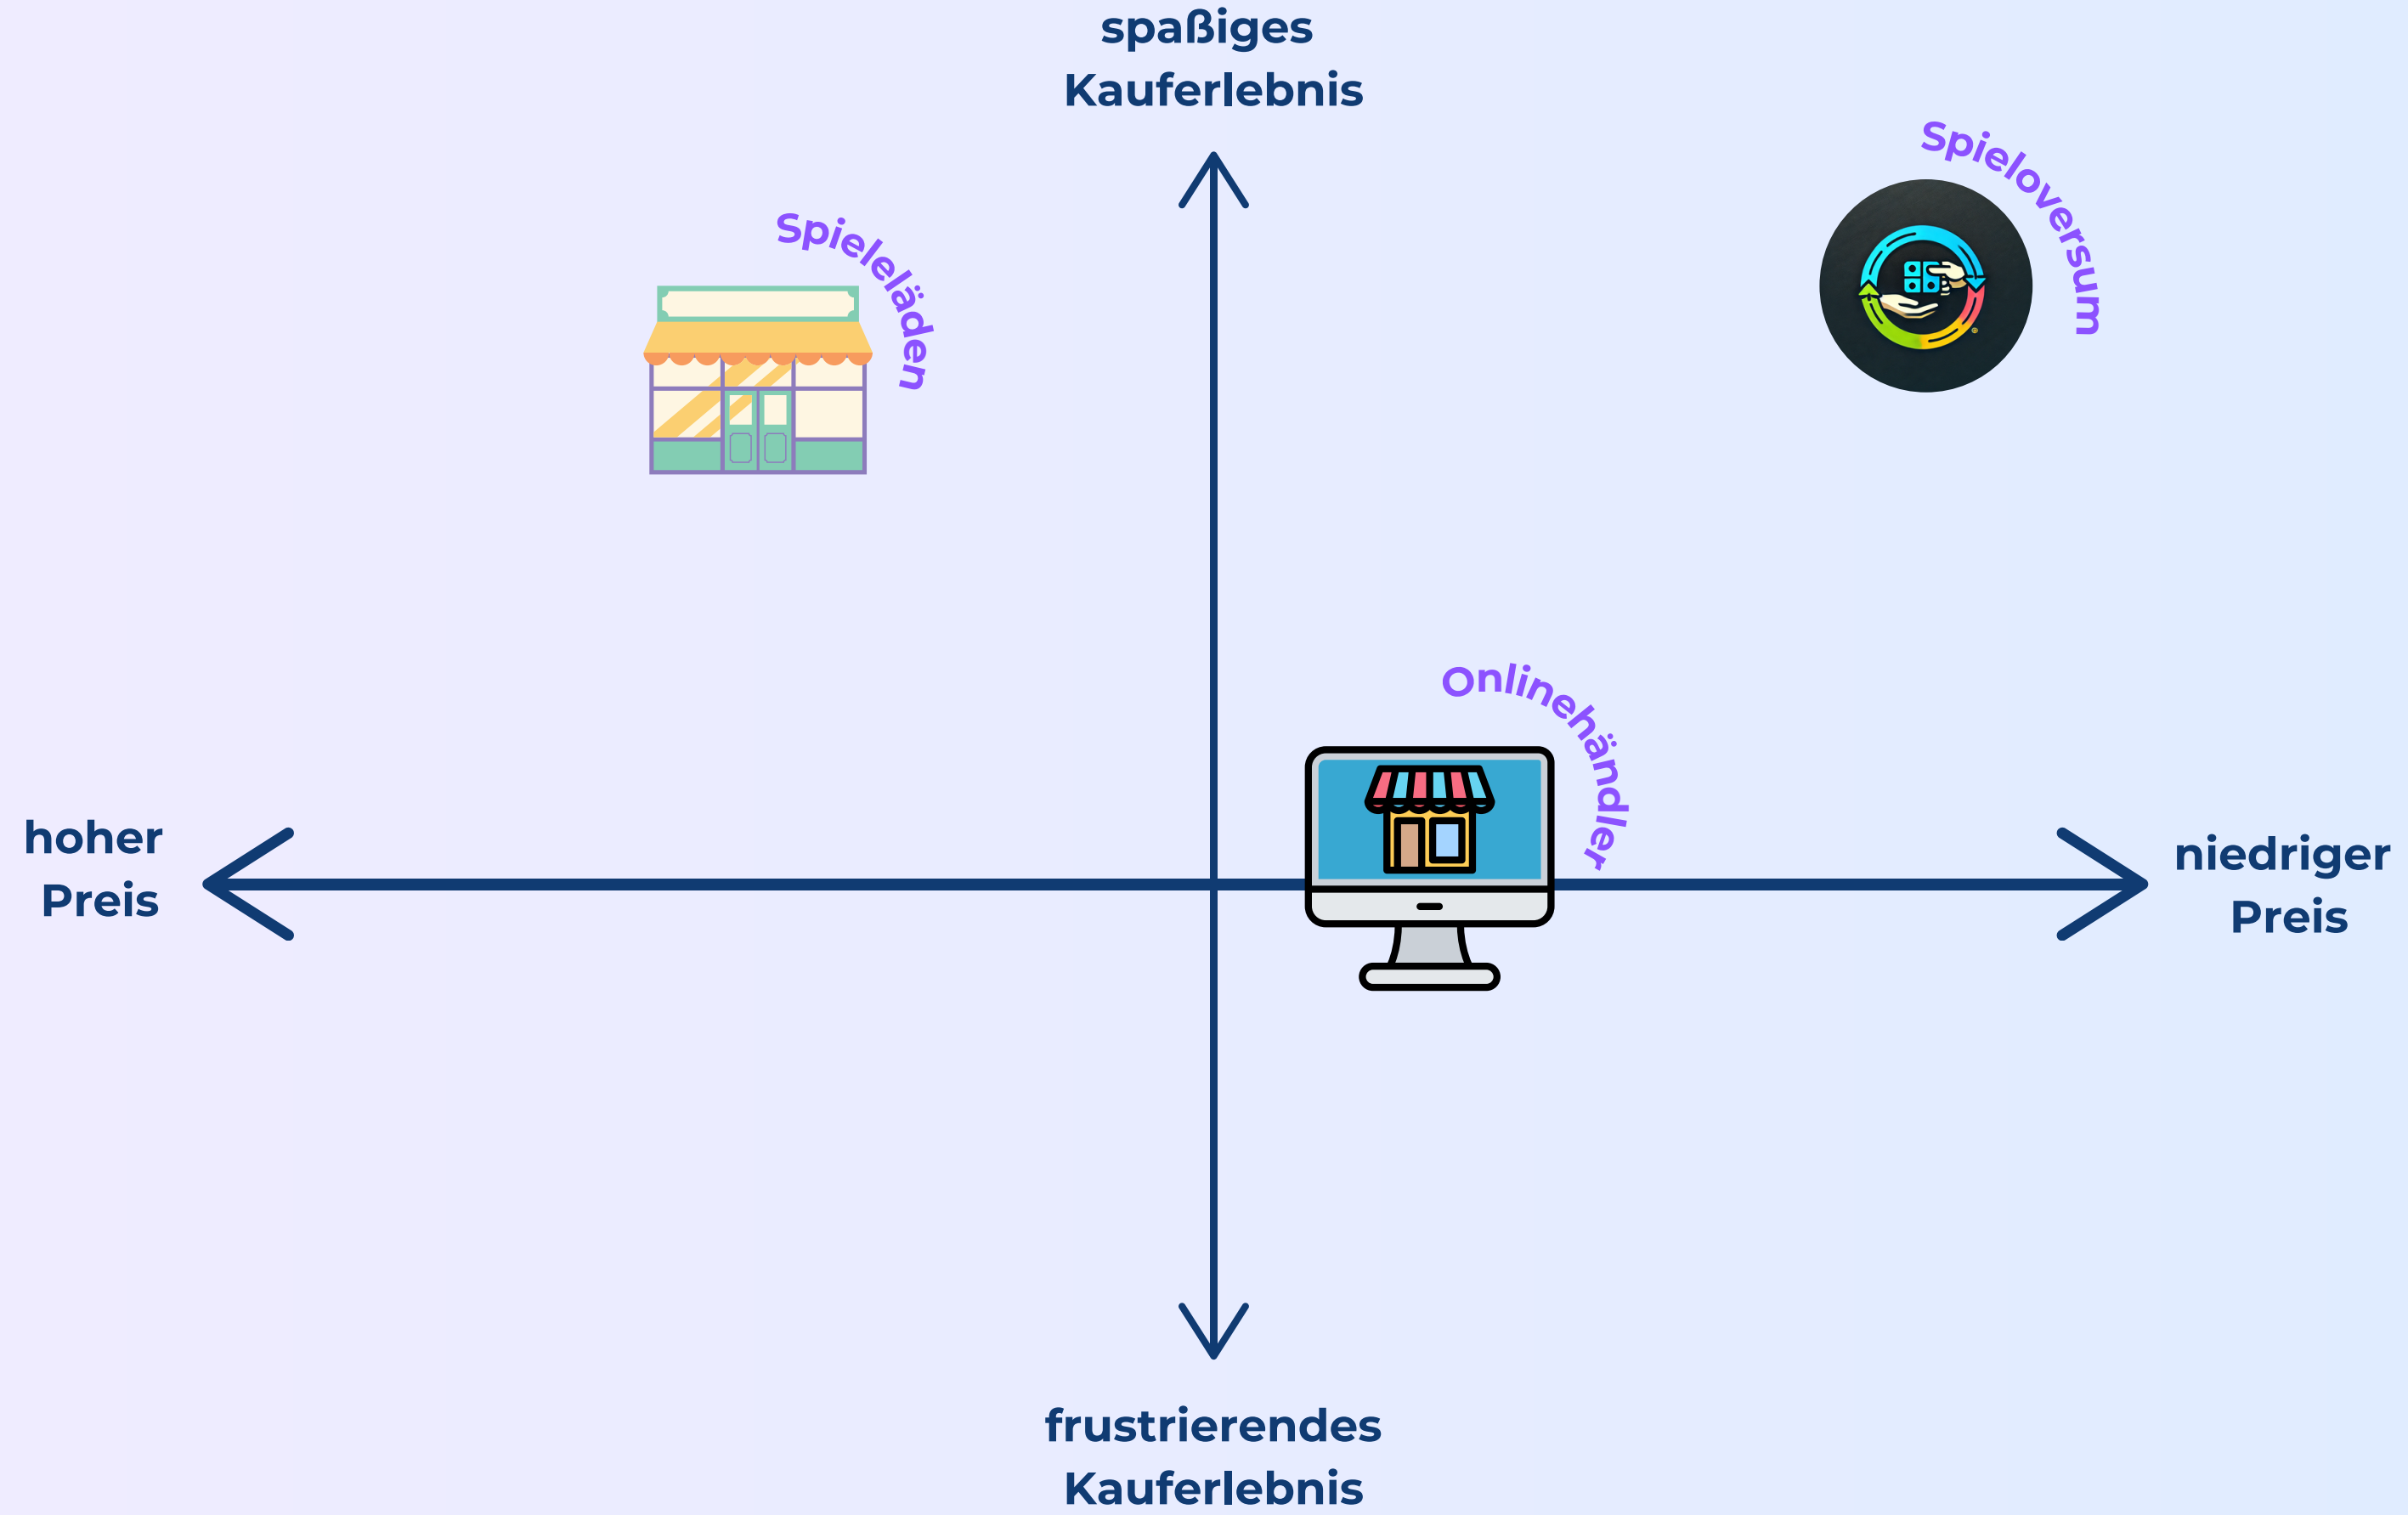 spaßiges
Kauferlebnis
Spieloversum
Spieleläden
Onlinehändler
hoher
Preis
niedriger
Preis
frustrierendes
Kauferlebnis